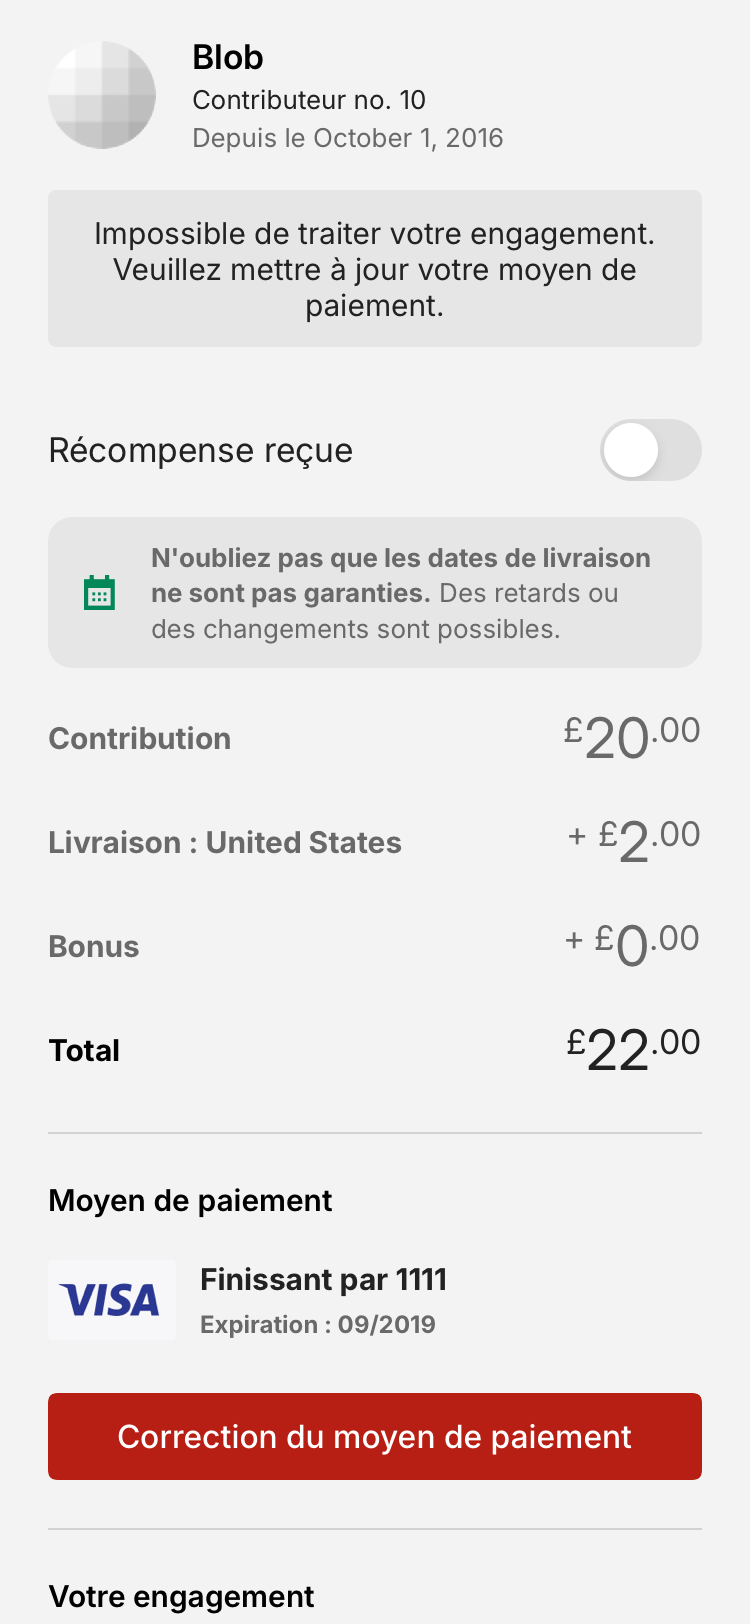 Blob
Contributeur no. 10
Depuis le October 1, 2016
Impossible de traiter votre engagement.
Veuillez mettre à jour votre moyen de
paiement.
Récompense reçue
N'oubliez pas que les dates de livraison
ne sont pas garanties. Des retards ou
des changements sont possibles.
Contribution £20.00
Livraison : United States + £2.00
Bonus + £0.00
Total £22.00
Moyen de paiement
VISA
Finissant par 1111
Expiration : 09/2019
Correction du moyen de paiement
Votre engagement